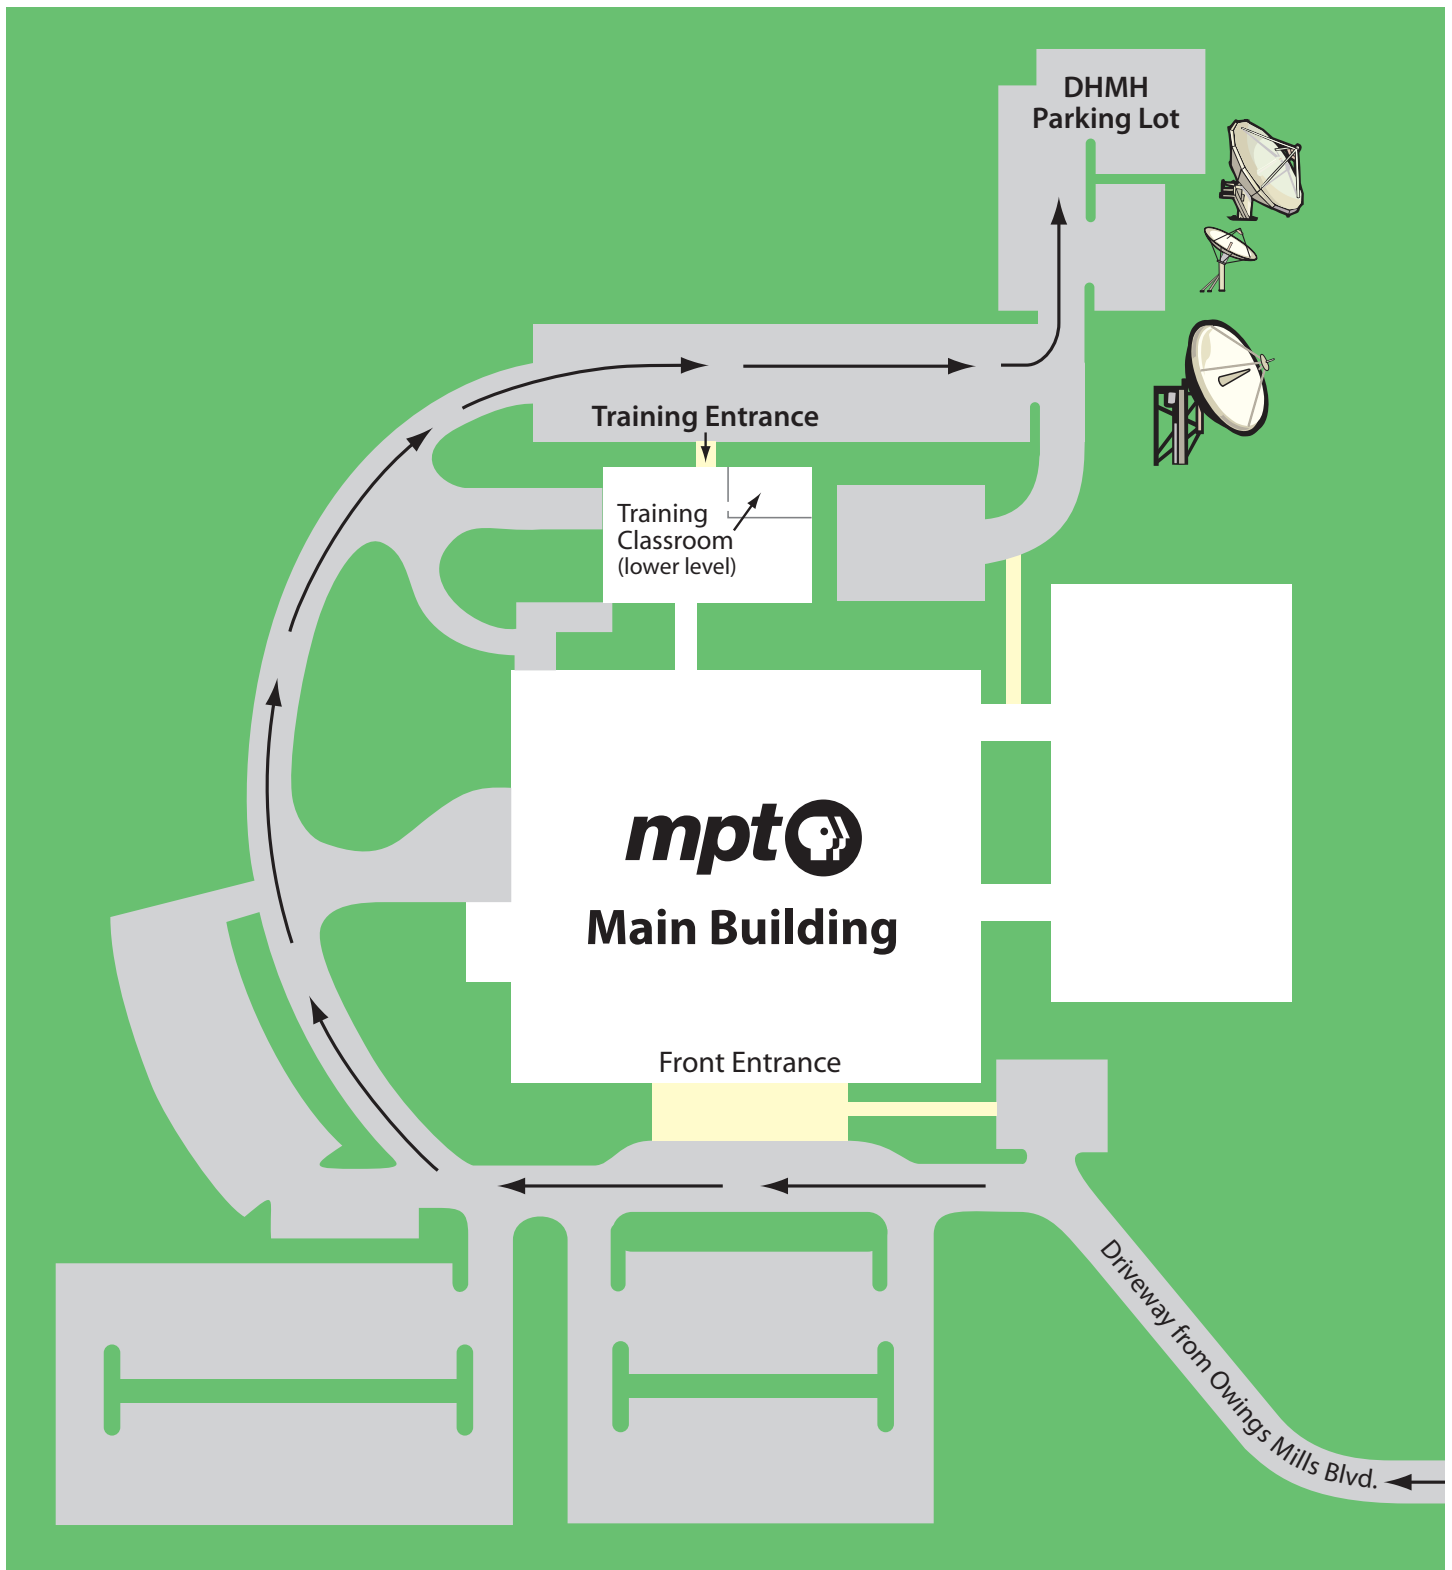 DHMH
Parking Lot
Training Entrance
Training
Classroom
(lower level)
mpt
Main Building
Front Entrance
Driveway from Owings Mills Blvd.